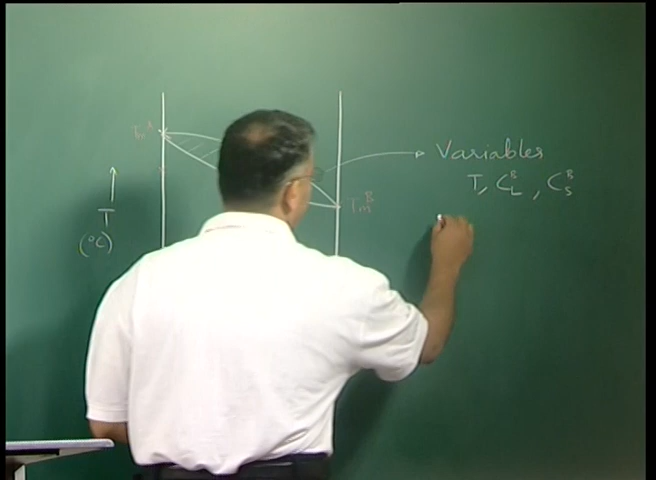 Tm^A
Variables
T, C_L^B, C_S^B
Tm^B
T
(°C)